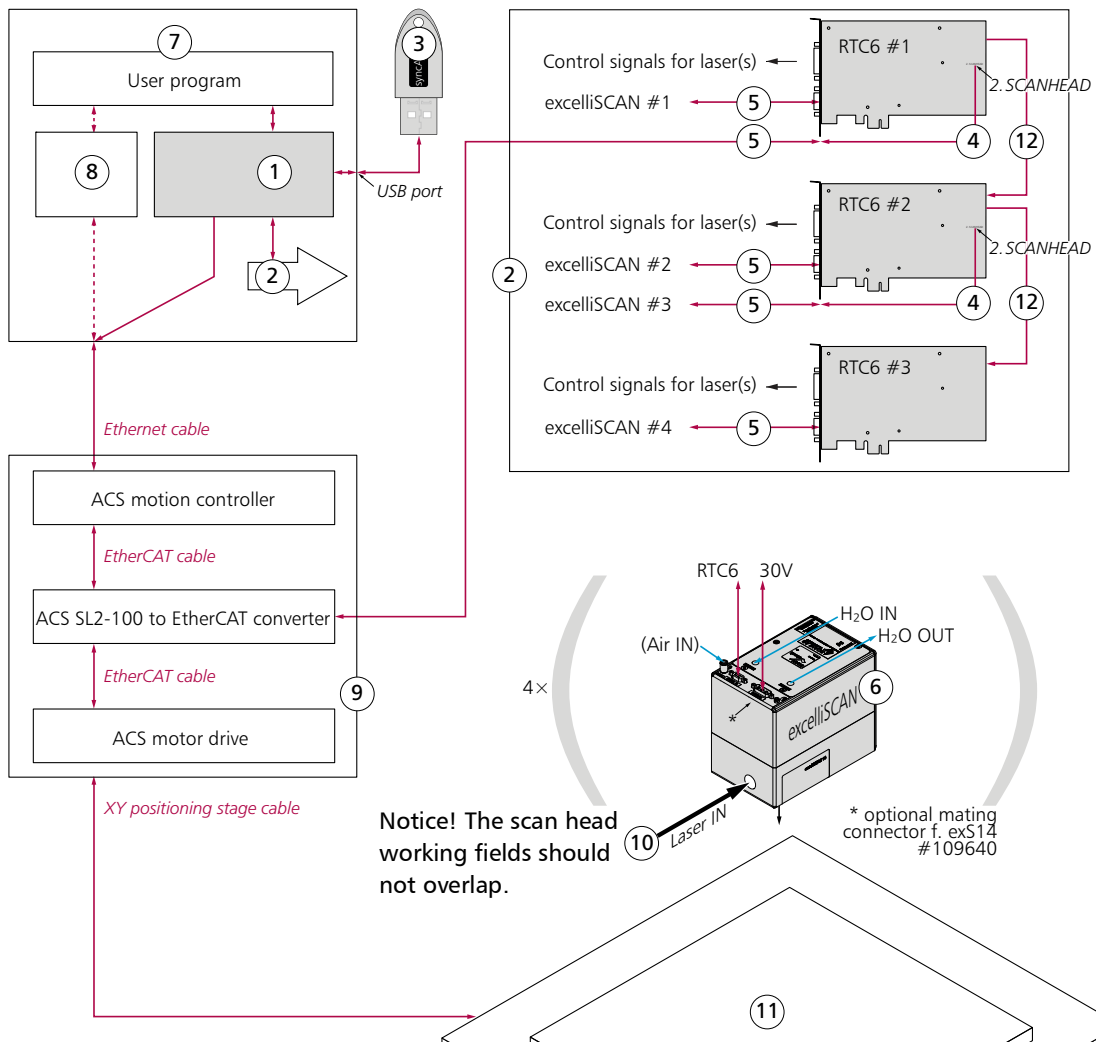 7
User program
8
1
2
3
syncA
USB port
Ethernet cable
2
RTC6 #1
Control signals for laser(s)
excelliSCAN #1
5
5
2. SCANHEAD
4
12
RTC6 #2
Control signals for laser(s)
excelliSCAN #2
5
excelliSCAN #3
5
2. SCANHEAD
4
12
RTC6 #3
Control signals for laser(s)
excelliSCAN #4
5
ACS motion controller
EtherCAT cable
ACS SL2-100 to EtherCAT converter
EtherCAT cable
ACS motor drive
9
XY positioning stage cable
RTC6
30V
H2O IN
H2O OUT
(Air IN)
4×
*
excelliSCAN
6
10
Laser IN
* optional mating
connector f. exS14
#109640
Notice! The scan head
working fields should
not overlap.
11